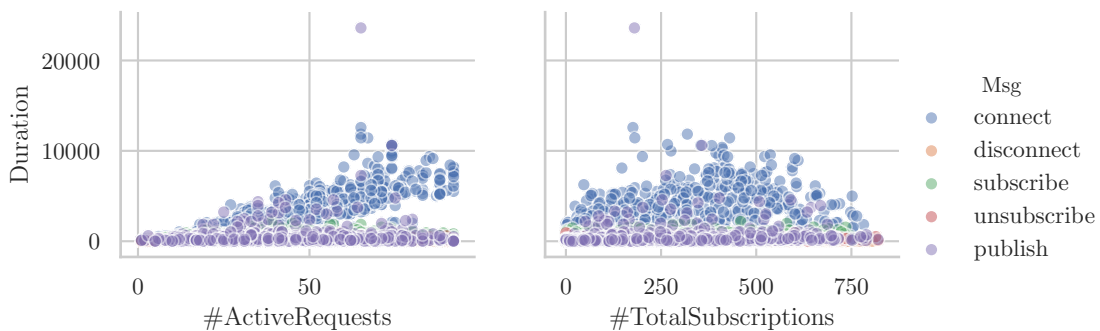 Duration
20000
10000
0
0 50
#ActiveRequests
0 250 500 750
#TotalSubscriptions
Msg
connect
disconnect
subscribe
unsubscribe
publish